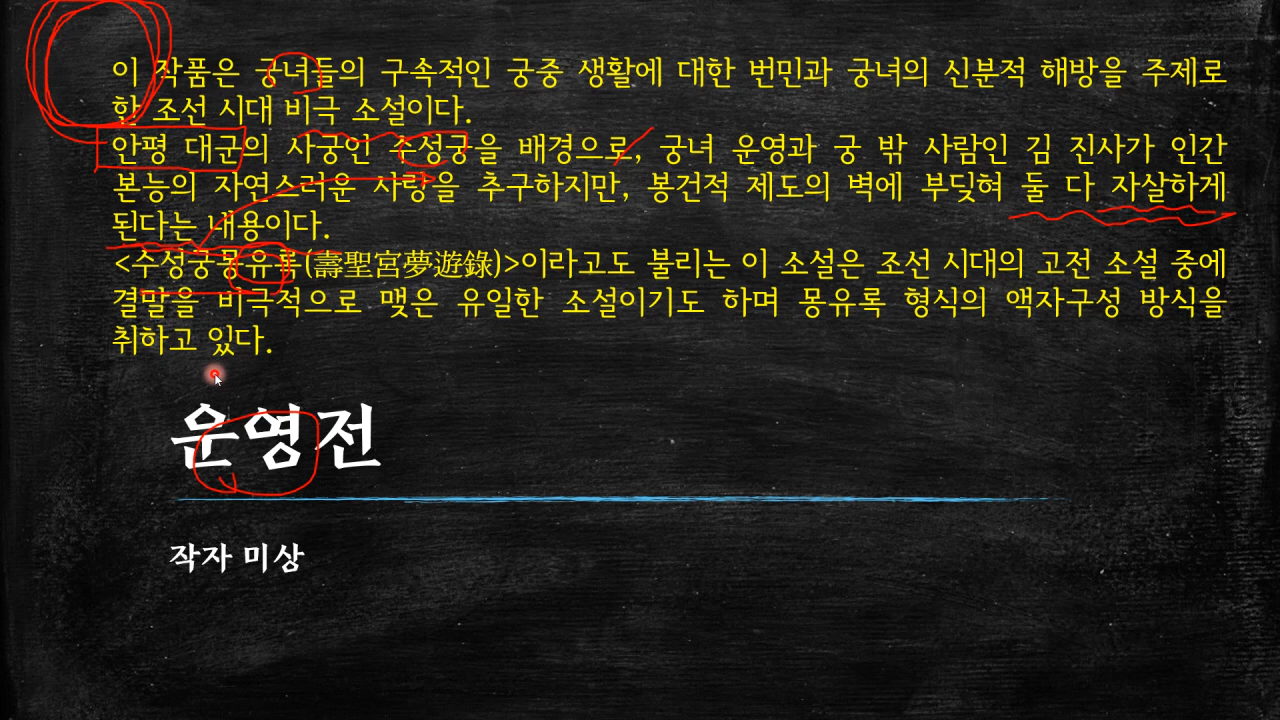 이 작품은 궁녀들의 구속적인 궁중 생활에 대한 번민과 궁녀의 신분적 해방을 주제로
한 조선 시대 비극 소설이다.
안평 대군의 사궁인 수성궁을 배경으로, 궁녀 운영과 궁 밖 사람인 김 진사가 인간
본능의 자연스러운 사랑을 추구하지만, 봉건적 제도의 벽에 부딪혀 둘 다 자살하게
된다는 내용이다.
<수성궁몽유록(壽聖宮夢遊錄)>이라고도 불리는 이 소설은 조선 시대의 고전 소설 중에
결말을 비극적으로 맺은 유일한 소설이기도 하며 몽유록 형식의 액자구성 방식을
취하고 있다.
운영전
작자 미상